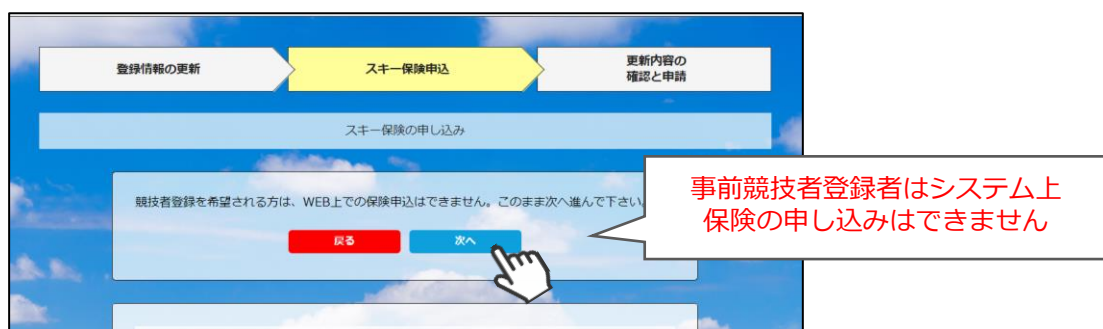 登録情報の更新
スキー保険申込
更新内容の
確認と申請
スキー保険の申し込み
競技者登録を希望される方は、WEB上での保険申込はできません。このまま次へ進んで下さい。
戻る
次へ
事前競技者登録者はシステム上
保険の申し込みはできません